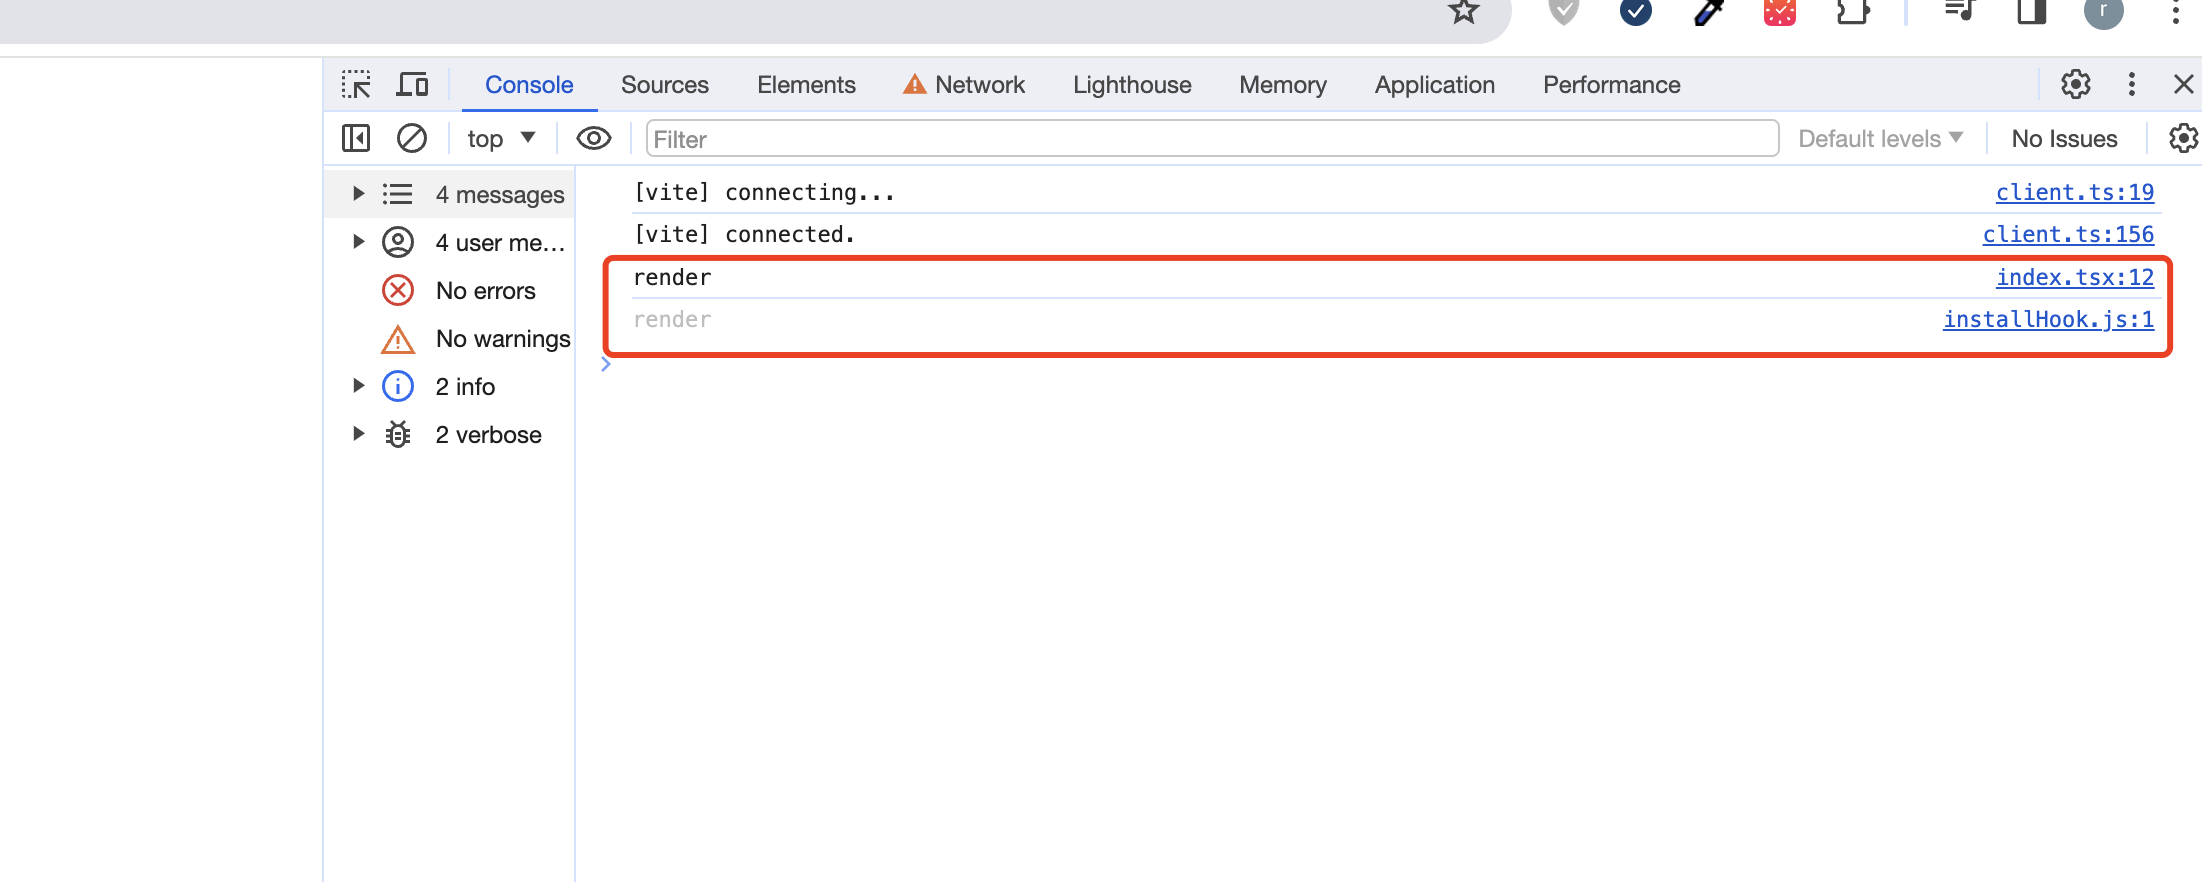 r
Console Sources Elements Network Lighthouse Memory Application Performance
top Filter Default levels No Issues
4 messages
4 user me...
No errors
No warnings
2 info
2 verbose
[vite] connecting... client.ts:19
[vite] connected. client.ts:156
render index.tsx:12
render installHook.js:1